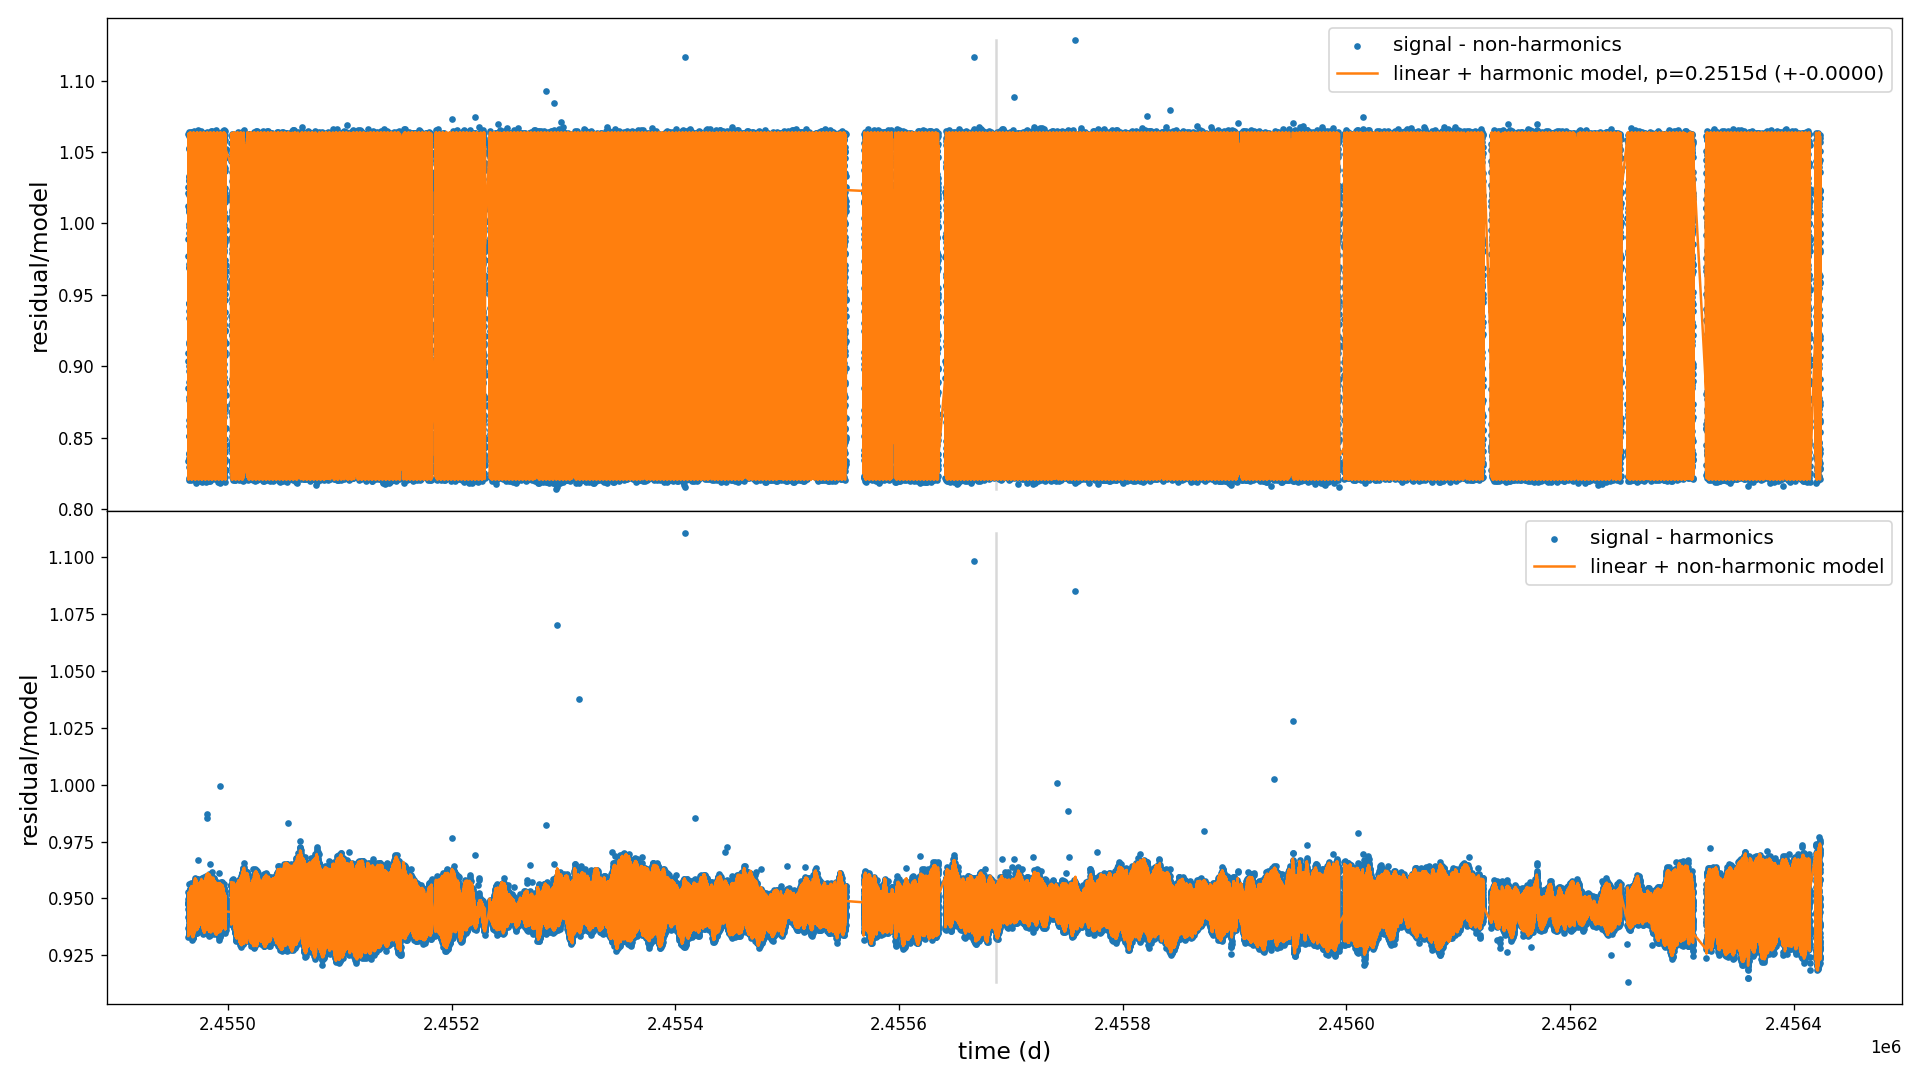 signal - non-harmonics
linear + harmonic model, p=0.2515d (+-0.0000)
residual/model
1.10
1.05
1.00
0.95
0.90
0.85
0.80
signal - harmonics
linear + non-harmonic model
residual/model
1.100
1.075
1.050
1.025
1.000
0.975
0.950
0.925
2.4550
2.4552
2.4554
2.4556
2.4558
2.4560
2.4562
2.4564
1e6
time (d)